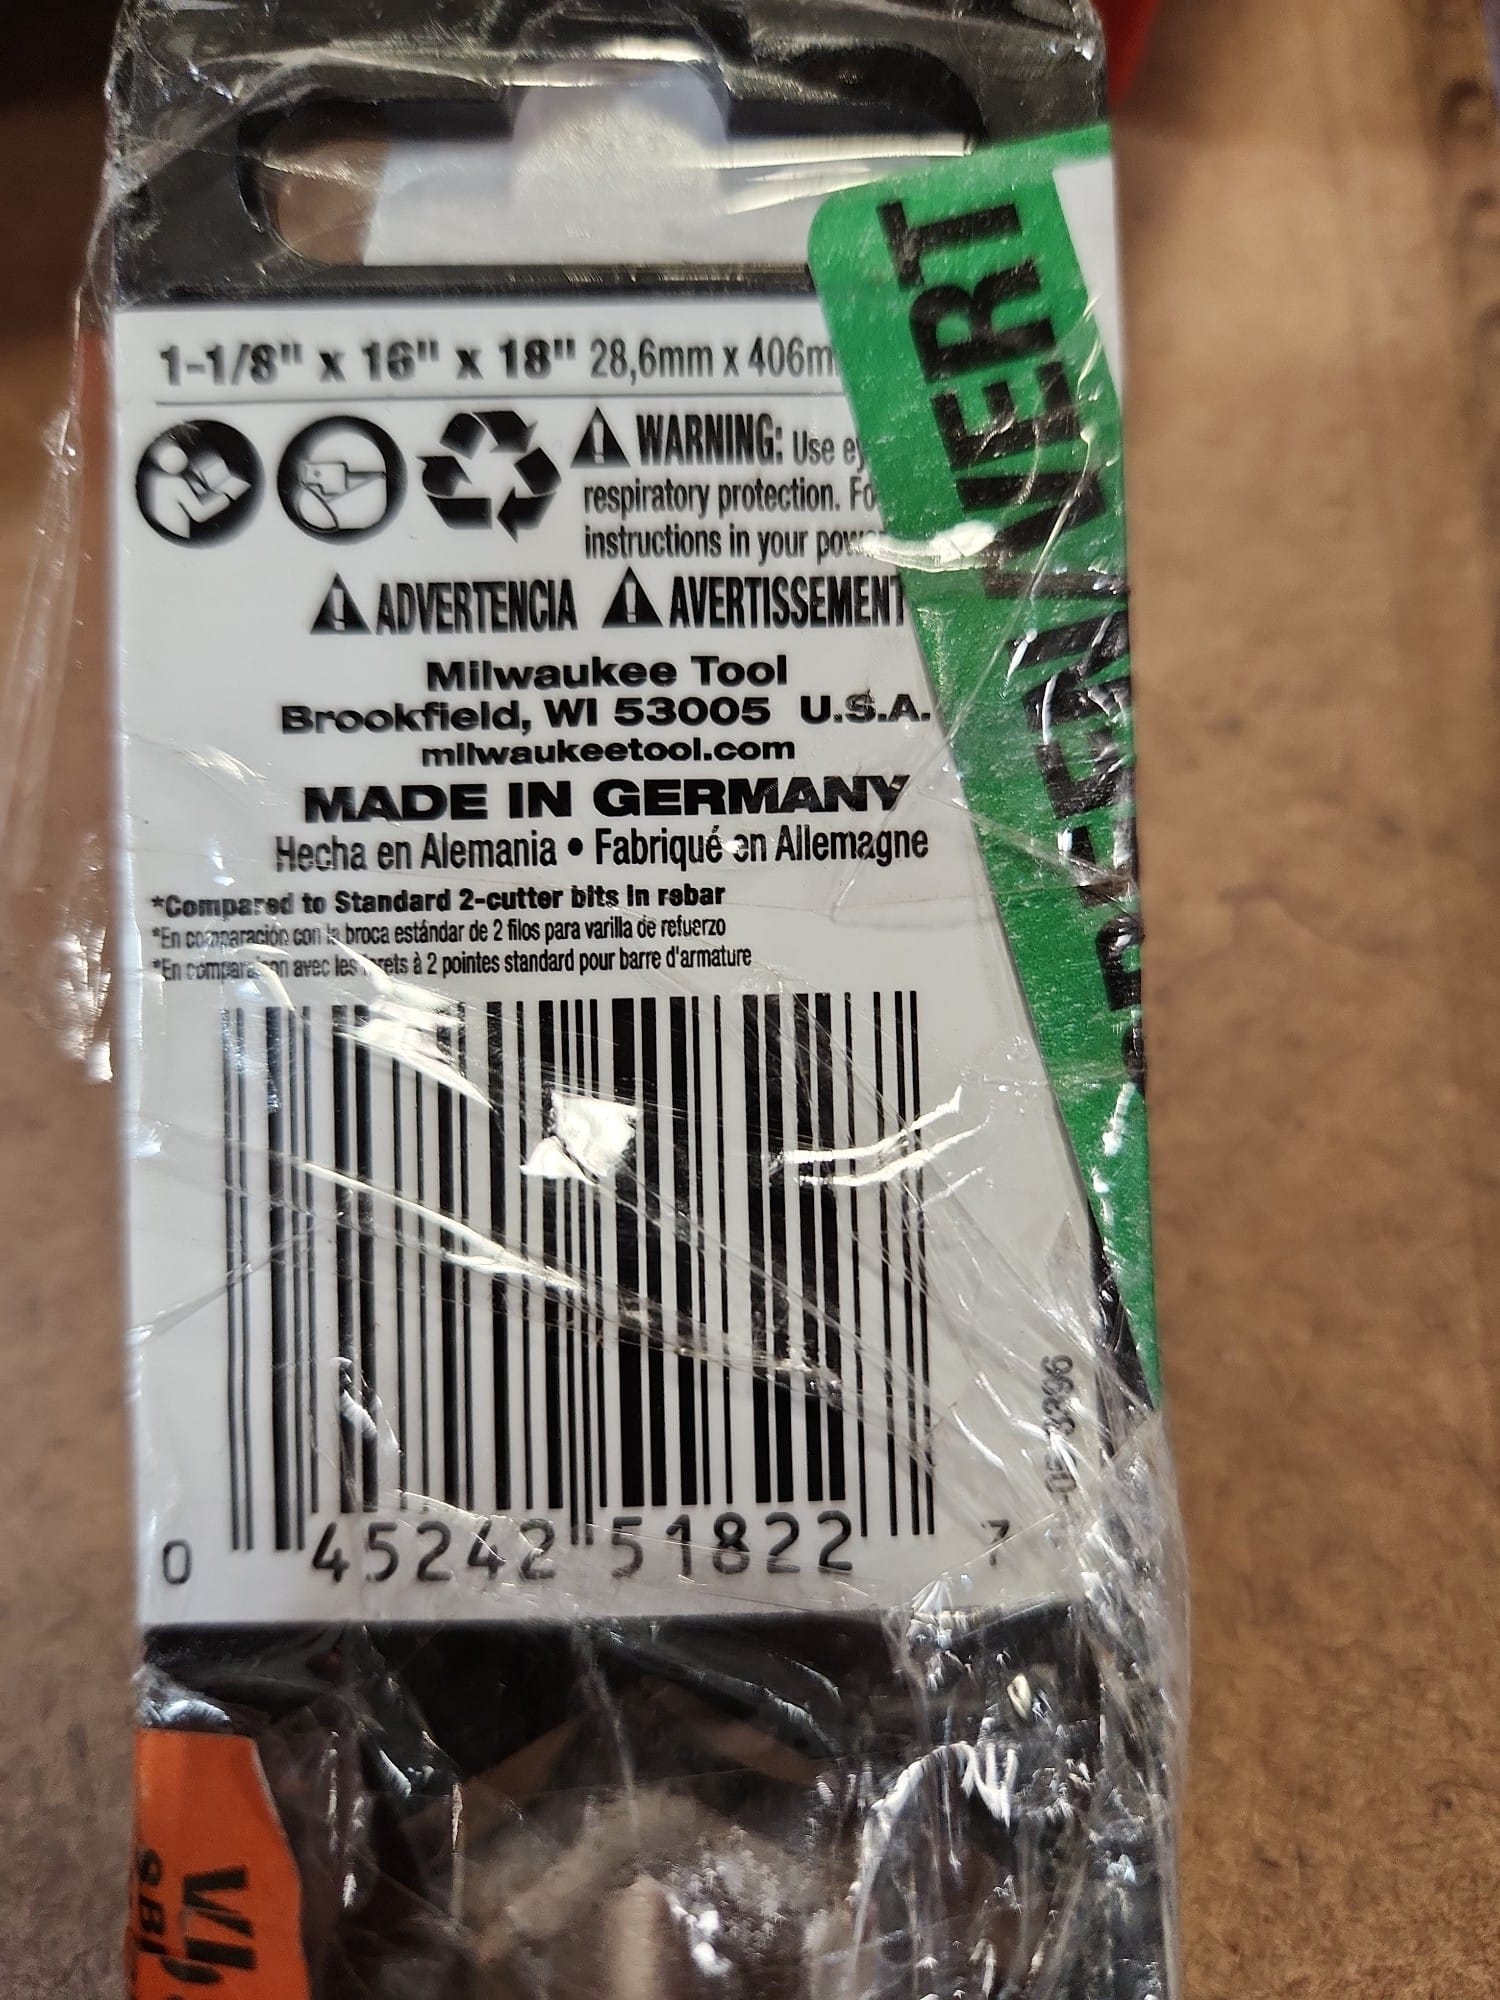 1-1/8" x 16" x 18" 28,6mm x 406m
WARNING: Use ey
respiratory protection. Fo
instructions in your pow
ADVERTENCIA AVERTISSEMENT
Milwaukee Tool
Brookfield, WI 53005 U.S.A.
milwaukeetool.com
MADE IN GERMANY
Hecha en Alemania • Fabriqué en Allemagne
*Compared to Standard 2-cutter bits in rebar
*En comparación con la broca estándar de 2 filos para varilla de refuerzo
*En comparaison avec les forets à 2 pointes standard pour barre d'armature
0 45242 51822 7
VERT